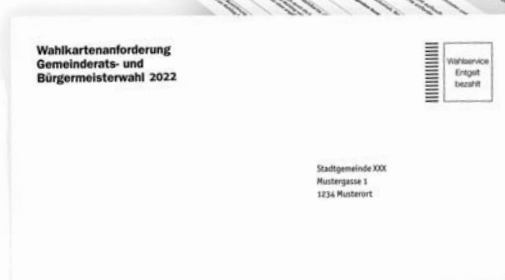 Wahlkartenanforderung
Gemeinderats- und
Bürgermeisterwahl 2022
Wahlservice
Entgelt
bezahlt
Stadtgemeinde XXX
Mustergasse 1
1234 Musterort